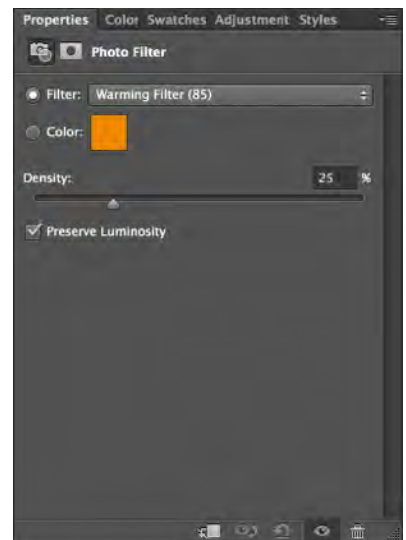 Properties Color Swatches Adjustment Styles
Photo Filter
Filter: Warming Filter (85)
Color:
Density: 25 %
Preserve Luminosity